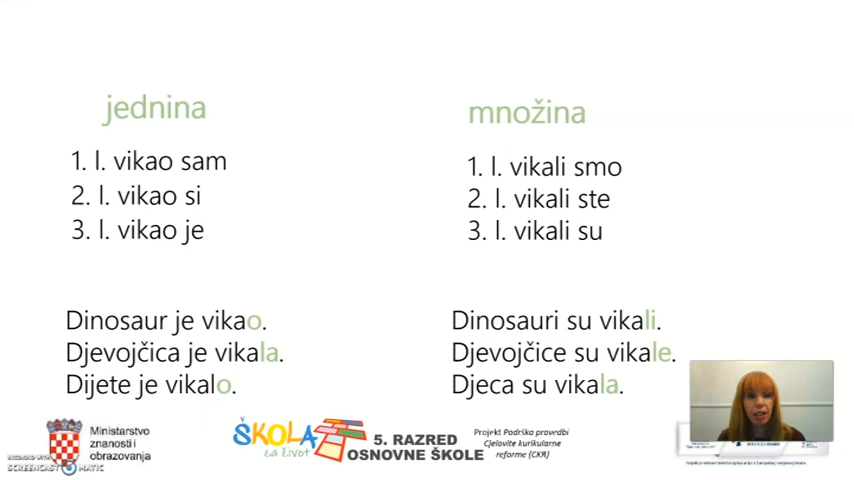 jednina
1. l. vikao sam
2. l. vikao si
3. l. vikao je
množina
1. l. vikali smo
2. l. vikali ste
3. l. vikali su
Dinosaur je vikao.
Djevojčica je vikala.
Dijete je vikalo.
Dinosauri su vikali.
Djevojčice su vikale.
Djeca su vikala.
Ministarstvo
znanosti i
obrazovanja
ŠKOLA
za život
5. RAZRED
OSNOVNE ŠKOLE
Projekt Podrška provedbi
Cjelovite kurikularne
reforme (CKR)
RECORDED WITH
SCREENCAST MATIC